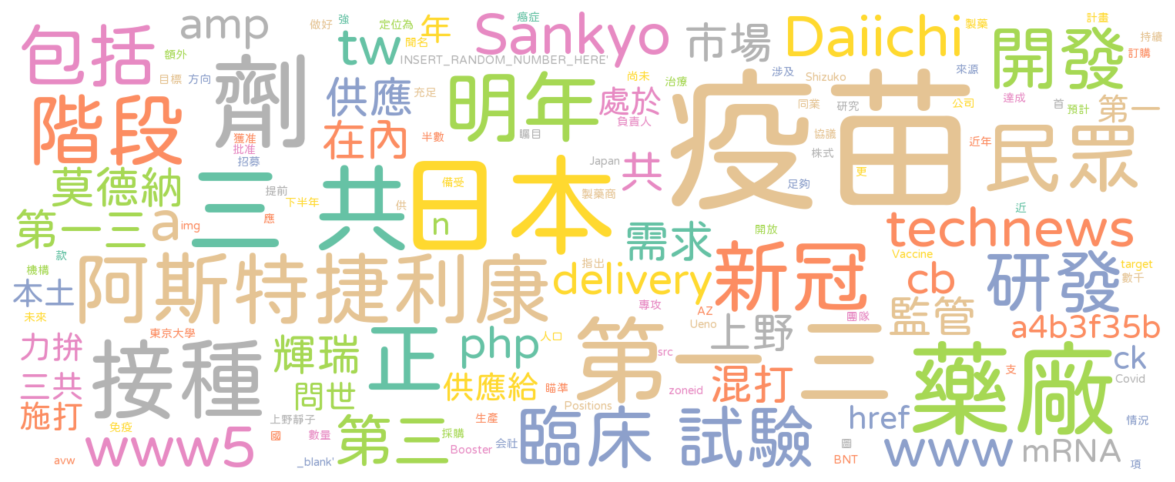 包括
amp
tw
做好
強
定位為
年
簡名
癌症
Sankyo
市場
Daiichi
製藥
開發
計畫
持續
訂購
額外
目標
方向
劑
INSERT_RANDOM_NUMBER_HERE'
尚未
治療
涉及
Shizuko
來源
階段
供應
充足
明年
處於
負責人
疫苗
同業
研究
公司
達成
首
預計
第一
獲准
批准
招募
在內
半數
矚目
Japan
共
協議
株式
近年
民眾
莫德納
三共
提前
下半年
日本
備受
製藥商
足夠
更
第一三
a
img
應
供
n
需求
開放
近
technews
款
機構
阿斯特捷利康
指出
delivery
新冠
Vaccine
cb
研發
target
數千
本土
未來
專攻
AZ
Ueno
團隊
上野
監管
a4b3f35b
東京大學
力拚
接種
輝瑞
正
php
人口
第一三
src
zoneid
混打
支
藥廠
ck
Covid
三共
問世
供應給
瞄準
Positions
施打
免疫
上野靜子
國
數量
第三
生產
採購
Booster
会社
臨床
試驗
href
情況
www5
avw
_blank'
圖
BNT
www
mRNA
項